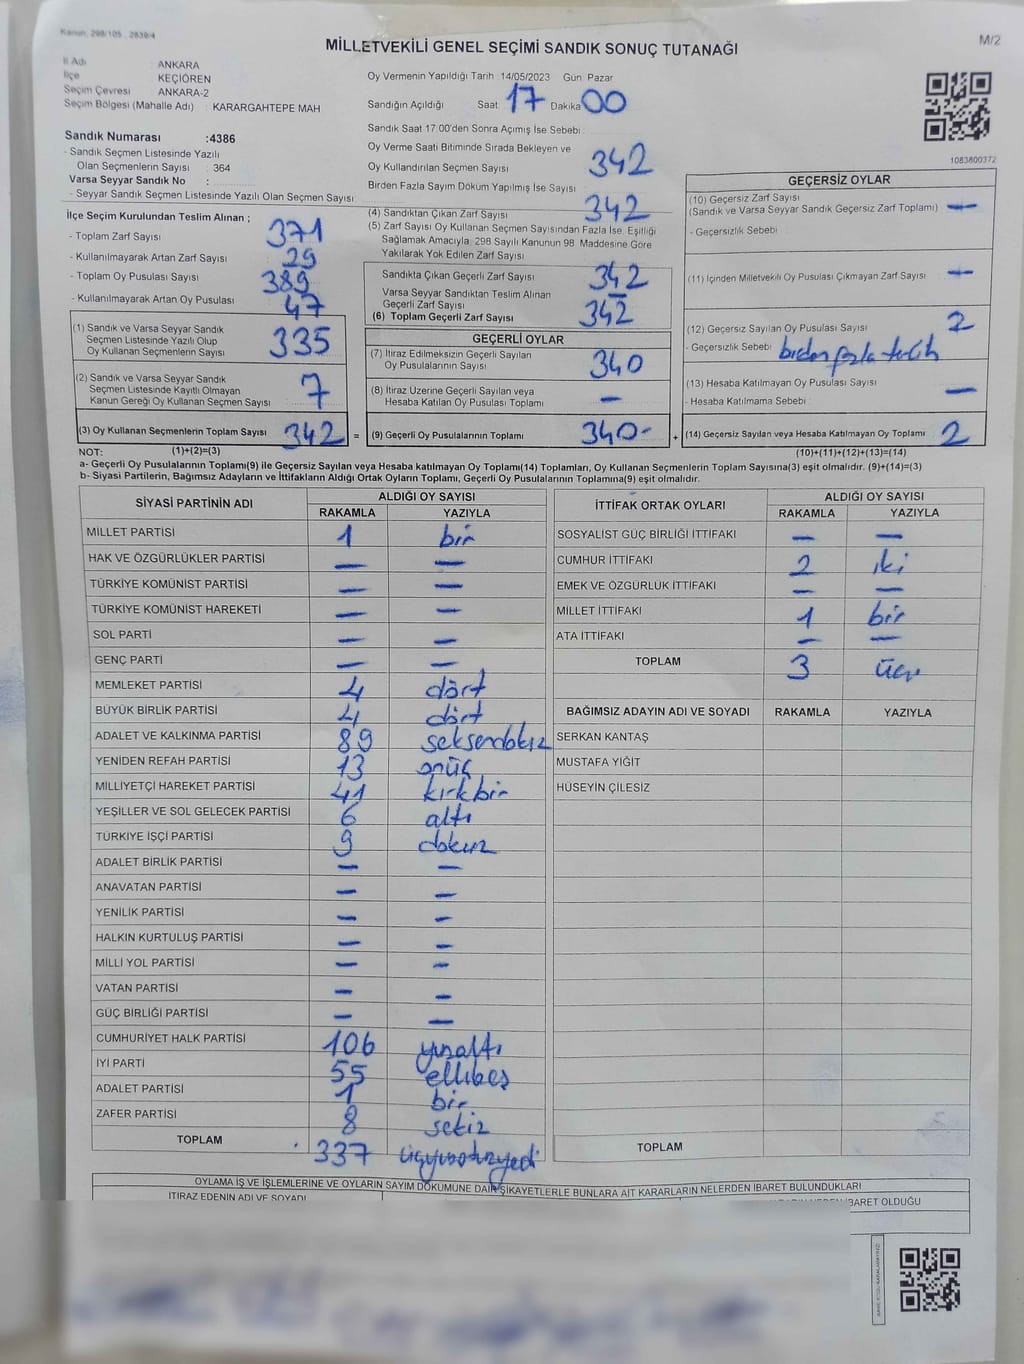 Kanun: 298/105 , 2839/4
M/2
MİLLETVEKİLİ GENEL SEÇİMİ SANDIK SONUÇ TUTANAĞI
İl Adı ANKARA
İlçe KEÇİÖREN
Seçim Çevresi ANKARA-2
Seçim Bölgesi (Mahalle Adı) : KARARGAHTEPE MAH
Sandık Numarası :4386
- Sandık Seçmen Listesinde Yazılı
Olan Seçmenlerin Sayısı : 364
Varsa Seyyar Sandık No :
- Seyyar Sandık Seçmen Listesinde Yazılı Olan Seçmen Sayısı
Oy Vermenin Yapıldığı Tarih 14/05/2023 Gün: Pazar
Sandığın Açıldığı Saat: 17 Dakika: 00
Sandık Saat 17:00'den Sonra Açımış İse Sebebi :
Oy Verme Saati Bitiminde Sırada Bekleyen ve
Oy Kullandırılan Seçmen Sayısı 342
Birden Fazla Sayım Döküm Yapılmış İse Sayısı
1083800372
İlçe Seçim Kurulundan Teslim Alınan ;
- Toplam Zarf Sayısı 371
- Kullanılmayarak Artan Zarf Sayısı 29
- Toplam Oy Pusulası Sayısı 389
- Kullanılmayarak Artan Oy Pusulası 47
(4) Sandıktan Çıkan Zarf Sayısı 342
(5) Zarf Sayısı Oy Kullanan Seçmen Sayısından Fazla İse, Eşitliği
Sağlamak Amacıyla 298 Sayılı Kanunun 98. Maddesine Göre
Yakılarak Yok Edilen Zarf Sayısı
Sandıkta Çıkan Geçerli Zarf Sayısı 342
Varsa Seyyar Sandıktan Teslim Alınan
Geçerli Zarf Sayısı —
(6) Toplam Geçerli Zarf Sayısı 342
GEÇERSİZ OYLAR
(10) Geçersiz Zarf Sayısı
(Sandık ve Varsa Seyyar Sandık Geçersiz Zarf Toplamı) —
- Geçersizlik Sebebi :
(11) İçinden Milletvekili Oy Pusulası Çıkmayan Zarf Sayısı —
(12) Geçersiz Sayılan Oy Pusulası Sayısı 2
- Geçersizlik Sebebi : birden fazla tercih
(13) Hesaba Katılmayan Oy Pusulası Sayısı —
- Hesaba Katılmama Sebebi :
(1) Sandık ve Varsa Seyyar Sandık
Seçmen Listesinde Yazılı Olup
Oy Kullanan Seçmenlerin Sayısı 335
(2) Sandık ve Varsa Seyyar Sandık
Seçmen Listesinde Kayıtlı Olmayan
Kanun Gereği Oy Kullanan Seçmen Sayısı 7
GEÇERLİ OYLAR
(7) İtiraz Edilmeksizin Geçerli Sayılan
Oy Pusulalarının Sayısı 340
(8) İtiraz Üzerine Geçerli Sayılan veya
Hesaba Katılan Oy Pusulası Toplamı —
(3) Oy Kullanan Seçmenlerin Toplam Sayısı 342 = (9) Geçerli Oy Pusulalarının Toplamı 340- + (14) Geçersiz Sayılan veya Hesaba Katılmayan Oy Toplamı 2
NOT: (1)+(2)=(3) (10)+(11)+(12)+(13)=(14)
a- Geçerli Oy Pusulalarının Toplamı(9) ile Geçersiz Sayılan veya Hesaba katılmayan Oy Toplamı(14) Toplamları, Oy Kullanan Seçmenlerin Toplam Sayısına(3) eşit olmalıdır. (9)+(14)=(3)
b- Siyasi Partilerin, Bağımsız Adayların ve İttifakların Aldığı Ortak Oyların Toplamı, Geçerli Oy Pusulalarının Toplamına(9) eşit olmalıdır.
SİYASİ PARTİNİN ADI ALDIĞI OY SAYISI
RAKAMLA YAZIYLA
MİLLET PARTİSİ 1 bir
HAK VE ÖZGÜRLÜKLER PARTİSİ — —
TÜRKİYE KOMÜNİST PARTİSİ — —
TÜRKİYE KOMÜNİST HAREKETİ — —
SOL PARTİ — —
GENÇ PARTİ — —
MEMLEKET PARTİSİ 4 dört
BÜYÜK BİRLİK PARTİSİ 4 dört
ADALET VE KALKINMA PARTİSİ 89 seksendokuz
YENİDEN REFAH PARTİSİ 13 onüç
MİLLİYETÇİ HAREKET PARTİSİ 41 kırkbir
YEŞİLLER VE SOL GELECEK PARTİSİ 6 altı
TÜRKİYE İŞÇİ PARTİSİ 9 dokuz
ADALET BİRLİK PARTİSİ — —
ANAVATAN PARTİSİ — —
YENİLİK PARTİSİ — —
HALKIN KURTULUŞ PARTİSİ — —
MİLLİ YOL PARTİSİ — —
VATAN PARTİSİ — —
GÜÇ BİRLİĞİ PARTİSİ — —
CUMHURİYET HALK PARTİSİ 106 yüzaltı
İYİ PARTİ 55 ellibeş
ADALET PARTİSİ 1 bir
ZAFER PARTİSİ 8 sekiz
TOPLAM 337 üçyüzotuzyedi
İTTİFAK ORTAK OYLARI ALDIĞI OY SAYISI
RAKAMLA YAZIYLA
SOSYALİST GÜÇ BİRLİĞİ İTTİFAKI — —
CUMHUR İTTİFAKI 2 iki
EMEK VE ÖZGÜRLÜK İTTİFAKI — —
MİLLET İTTİFAKI 1 bir
ATA İTTİFAKI — —
TOPLAM 3 üç
BAĞIMSIZ ADAYIN ADI VE SOYADI RAKAMLA YAZIYLA
SERKAN KANTAŞ
MUSTAFA YİĞİT
HÜSEYİN ÇİLESİZ
TOPLAM
OYLAMA İŞ VE İŞLEMLERİNE VE OYLARIN SAYIM DÖKÜMÜNE DAİR ŞİKAYETLERLE BUNLARA AİT KARARLARIN NELERDEN İBARET BULUNDUKLARI
İTİRAZ EDENİN ADI VE SOYADI
İBARET OLDUĞU